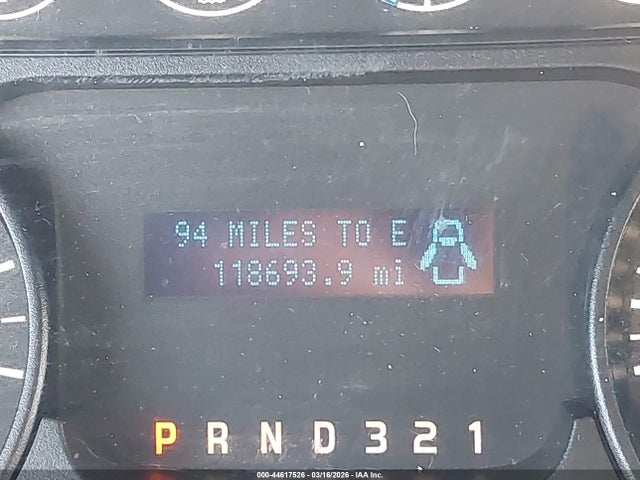 94 MILES TO E
118693.9 mi
P R N D 3 2 1
000-44617526 - 03/16/2026 - IAA Inc.